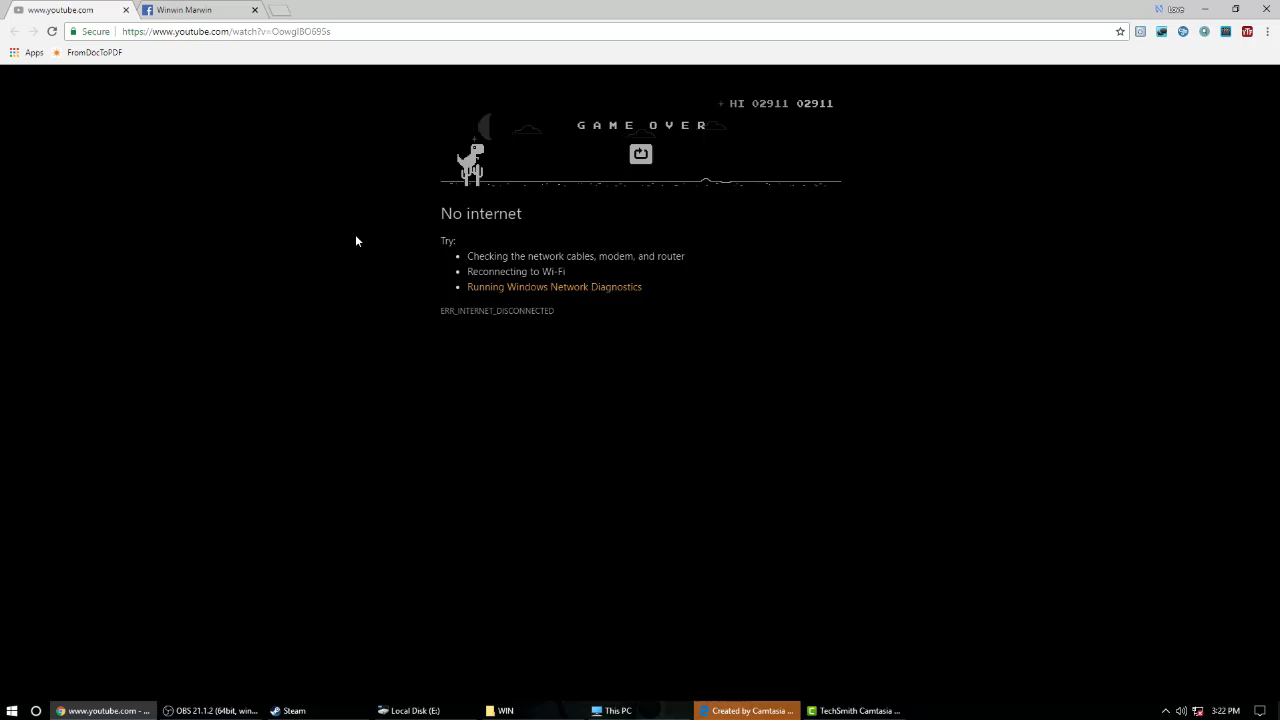 www.youtube.com
Winwin Marwin
Love
Secure
https://www.youtube.com/watch?v=OowgIBO695s
Apps
FromDocToPDF
HI 02911 02911
GAME OVER
No internet
Try:
Checking the network cables, modem, and router
Reconnecting to Wi-Fi
Running Windows Network Diagnostics
ERR_INTERNET_DISCONNECTED
www.youtube.com - ...
OBS 21.1.2 (64bit, win...
Steam
Local Disk (E:)
WIN
This PC
Created by Camtasia ...
TechSmith Camtasia ...
3:22 PM